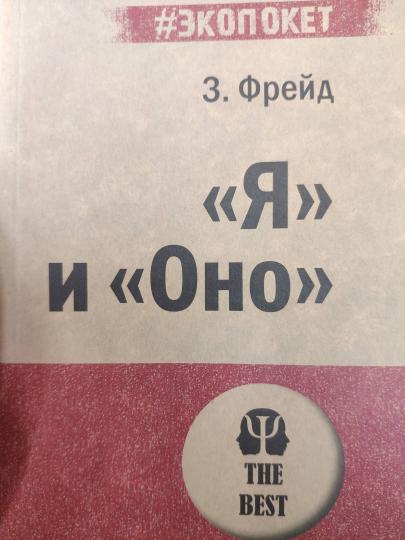 #ЭКОПОКЕТ
З. Фрейд
«Я»
и «Оно»
THE
BEST